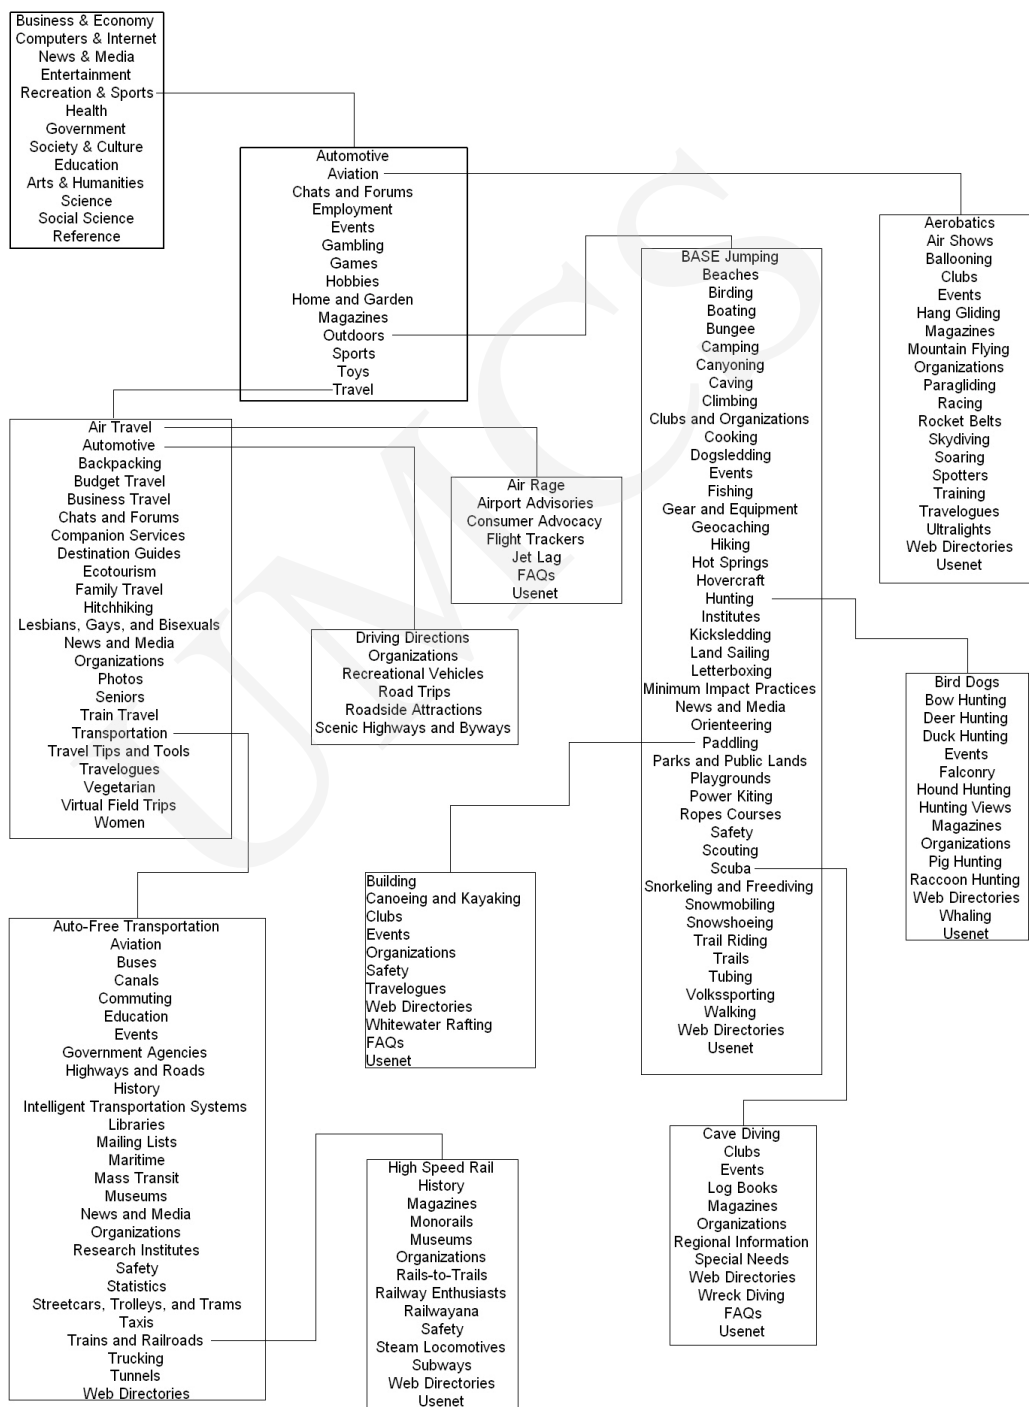 Business & Economy
Computers & Internet
News & Media
Entertainment
Recreation & Sports
Health
Government
Society & Culture
Education
Arts & Humanities
Science
Social Science
Reference
Automotive
Aviation
Chats and Forums
Employment
Events
Gambling
Games
Hobbies
Home and Garden
Magazines
Outdoors
Sports
Toys
Travel
Aerobatics
Air Shows
Ballooning
Clubs
Events
Hang Gliding
Magazines
Mountain Flying
Organizations
Paragliding
Racing
Rocket Belts
Skydiving
Soaring
Spotters
Training
Travelogues
Ultralights
Web Directories
Usenet
BASE Jumping
Beaches
Birding
Boating
Bungee
Camping
Canyoning
Caving
Climbing
Clubs and Organizations
Cooking
Dogsledding
Events
Fishing
Gear and Equipment
Geocaching
Hiking
Hot Springs
Hovercraft
Hunting
Institutes
Kicksledding
Land Sailing
Letterboxing
Minimum Impact Practices
News and Media
Orienteering
Paddling
Parks and Public Lands
Playgrounds
Power Kiting
Ropes Courses
Safety
Scouting
Scuba
Snorkeling and Freediving
Snowmobiling
Snowshoeing
Trail Riding
Trails
Tubing
Volkssporting
Walking
Web Directories
Usenet
Air Travel
Automotive
Backpacking
Budget Travel
Business Travel
Chats and Forums
Companion Services
Destination Guides
Ecotourism
Family Travel
Hitchhiking
Lesbians, Gays, and Bisexuals
News and Media
Organizations
Photos
Seniors
Train Travel
Transportation
Travel Tips and Tools
Travelogues
Vegetarian
Virtual Field Trips
Women
Air Rage
Airport Advisories
Consumer Advocacy
Flight Trackers
Jet Lag
FAQs
Usenet
Driving Directions
Organizations
Recreational Vehicles
Road Trips
Roadside Attractions
Scenic Highways and Byways
Bird Dogs
Bow Hunting
Deer Hunting
Duck Hunting
Events
Falconry
Hound Hunting
Hunting Views
Magazines
Organizations
Pig Hunting
Raccoon Hunting
Web Directories
Whaling
Usenet
Building
Canoeing and Kayaking
Clubs
Events
Organizations
Safety
Travelogues
Web Directories
Whitewater Rafting
FAQs
Usenet
Auto-Free Transportation
Aviation
Buses
Canals
Commuting
Education
Events
Government Agencies
Highways and Roads
History
Intelligent Transportation Systems
Libraries
Mailing Lists
Maritime
Mass Transit
Museums
News and Media
Organizations
Research Institutes
Safety
Statistics
Streetcars, Trolleys, and Trams
Taxis
Trains and Railroads
Trucking
Tunnels
Web Directories
High Speed Rail
History
Magazines
Monorails
Museums
Organizations
Rails-to-Trails
Railway Enthusiasts
Railwayana
Safety
Steam Locomotives
Subways
Web Directories
Usenet
Cave Diving
Clubs
Events
Log Books
Magazines
Organizations
Regional Information
Special Needs
Web Directories
Wreck Diving
FAQs
Usenet
UMCS